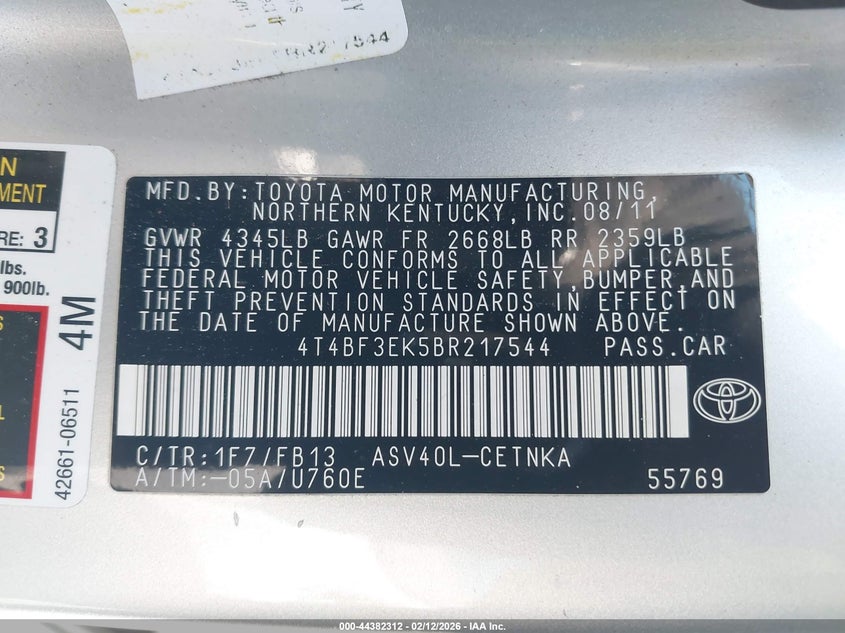 217544
N
EMENT
RE: 3
lbs.
900lb.
4M
42661-06511
MFD.BY:TOYOTA MOTOR MANUFACTURING,
NORTHERN KENTUCKY,INC.08/11
GVWR 4345LB GAWR FR 2668LB RR 2359LB
THIS VEHICLE CONFORMS TO ALL APPLICABLE
FEDERAL MOTOR VEHICLE SAFETY,BUMPER,AND
THEFT PREVENTION STANDARDS IN EFFECT ON
THE DATE OF MANUFACTURE SHOWN ABOVE.
4T4BF3EK5BR217544 PASS.CAR
C/TR:1F7/FB13 ASV40L-CETNKA
A/TM:-05A/U760E 55769
000-44382312 - 02/12/2026 - IAA Inc.